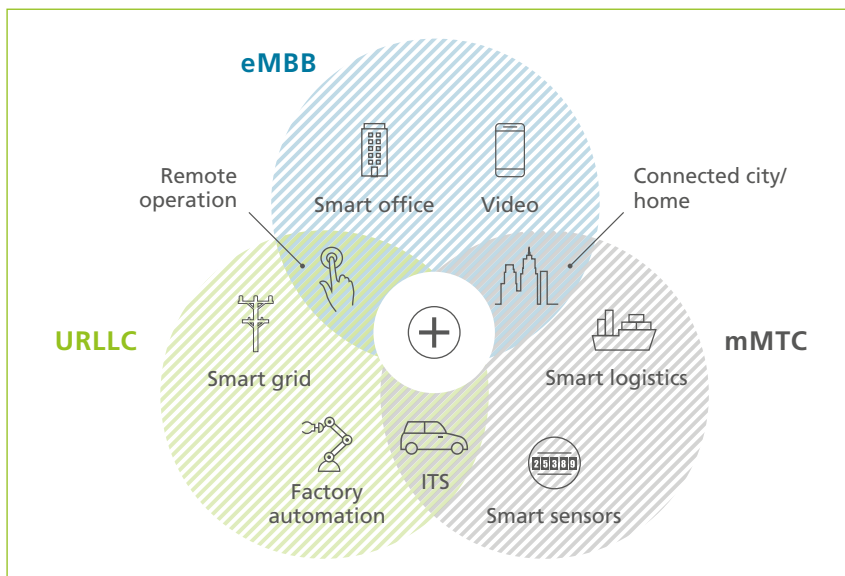 eMBB
Remote
operation
Smart office
Video
Connected city/
home
URLLC
Smart grid
mMTC
Smart logistics
Factory
automation
ITS
25389
Smart sensors